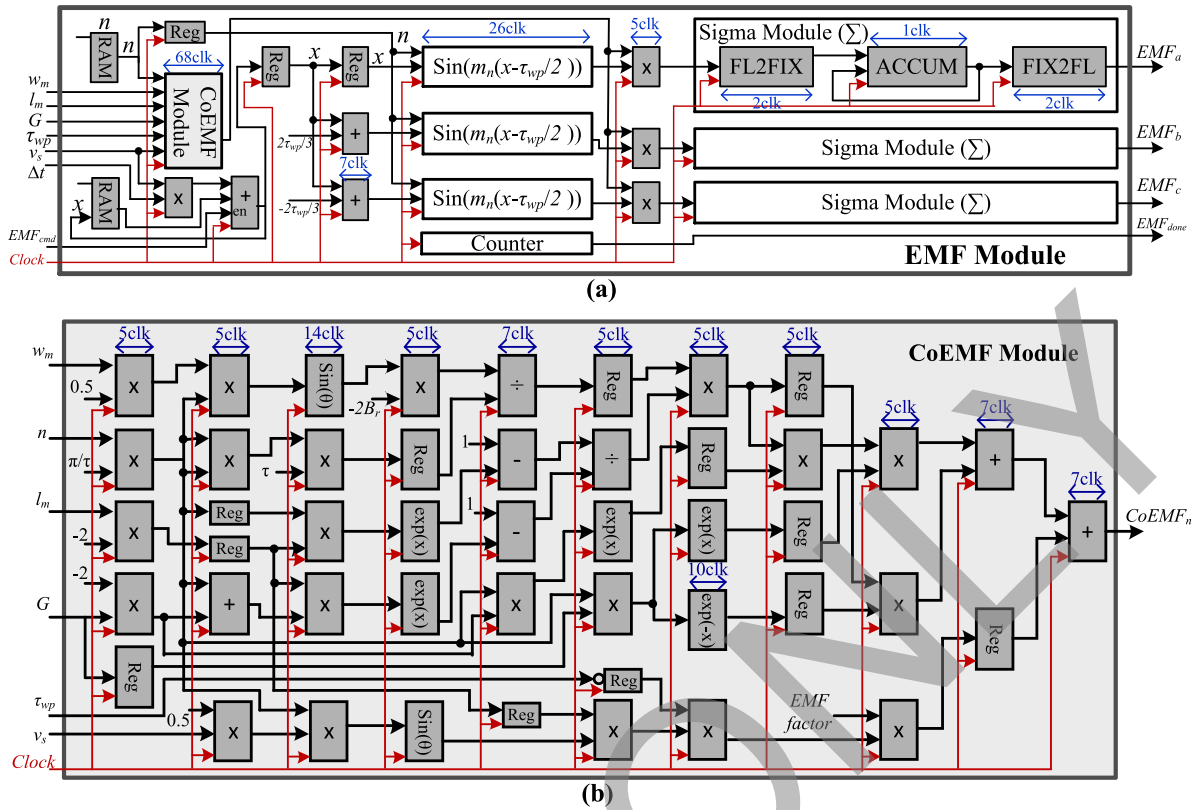 n
n
RAM
Reg
68clk
CoEMF Module
w_m
l_m
G
τ_wp
v_s
Δt
x
RAM
x
+
en
EMF_cmd
Clock
Reg
x
Reg
x
n
2τ_wp/3
+
7clk
-2τ_wp/3
+
26clk
Sin(m_n(x-τ_wp/2 ))
Sin(m_n(x-τ_wp/2 ))
Sin(m_n(x-τ_wp/2 ))
Counter
5clk
x
x
x
Sigma Module (∑)
1clk
FL2FIX
ACCUM
FIX2FL
2clk
2clk
Sigma Module (∑)
Sigma Module (∑)
EMF_a
EMF_b
EMF_c
EMF_done
EMF Module
(a)
5clk
5clk
14clk
5clk
7clk
5clk
5clk
5clk
CoEMF Module
w_m
0.5
x
x
Sin(θ)
-2B_r
x
÷
Reg
x
Reg
5clk
7clk
n
π/τ
x
x
τ
x
Reg
1
-
÷
Reg
x
x
+
7clk
l_m
-2
x
Reg
Reg
x
exp(x)
1
-
exp(x)
exp(x)
Reg
+
CoEMF_n
-2
G
x
+
x
exp(x)
x
x
10clk
exp(-x)
Reg
x
Reg
Reg
τ_wp
Reg
0.5
v_s
x
x
Sin(θ)
Reg
x
x
EMF factor
x
Clock
(b)
ONLY